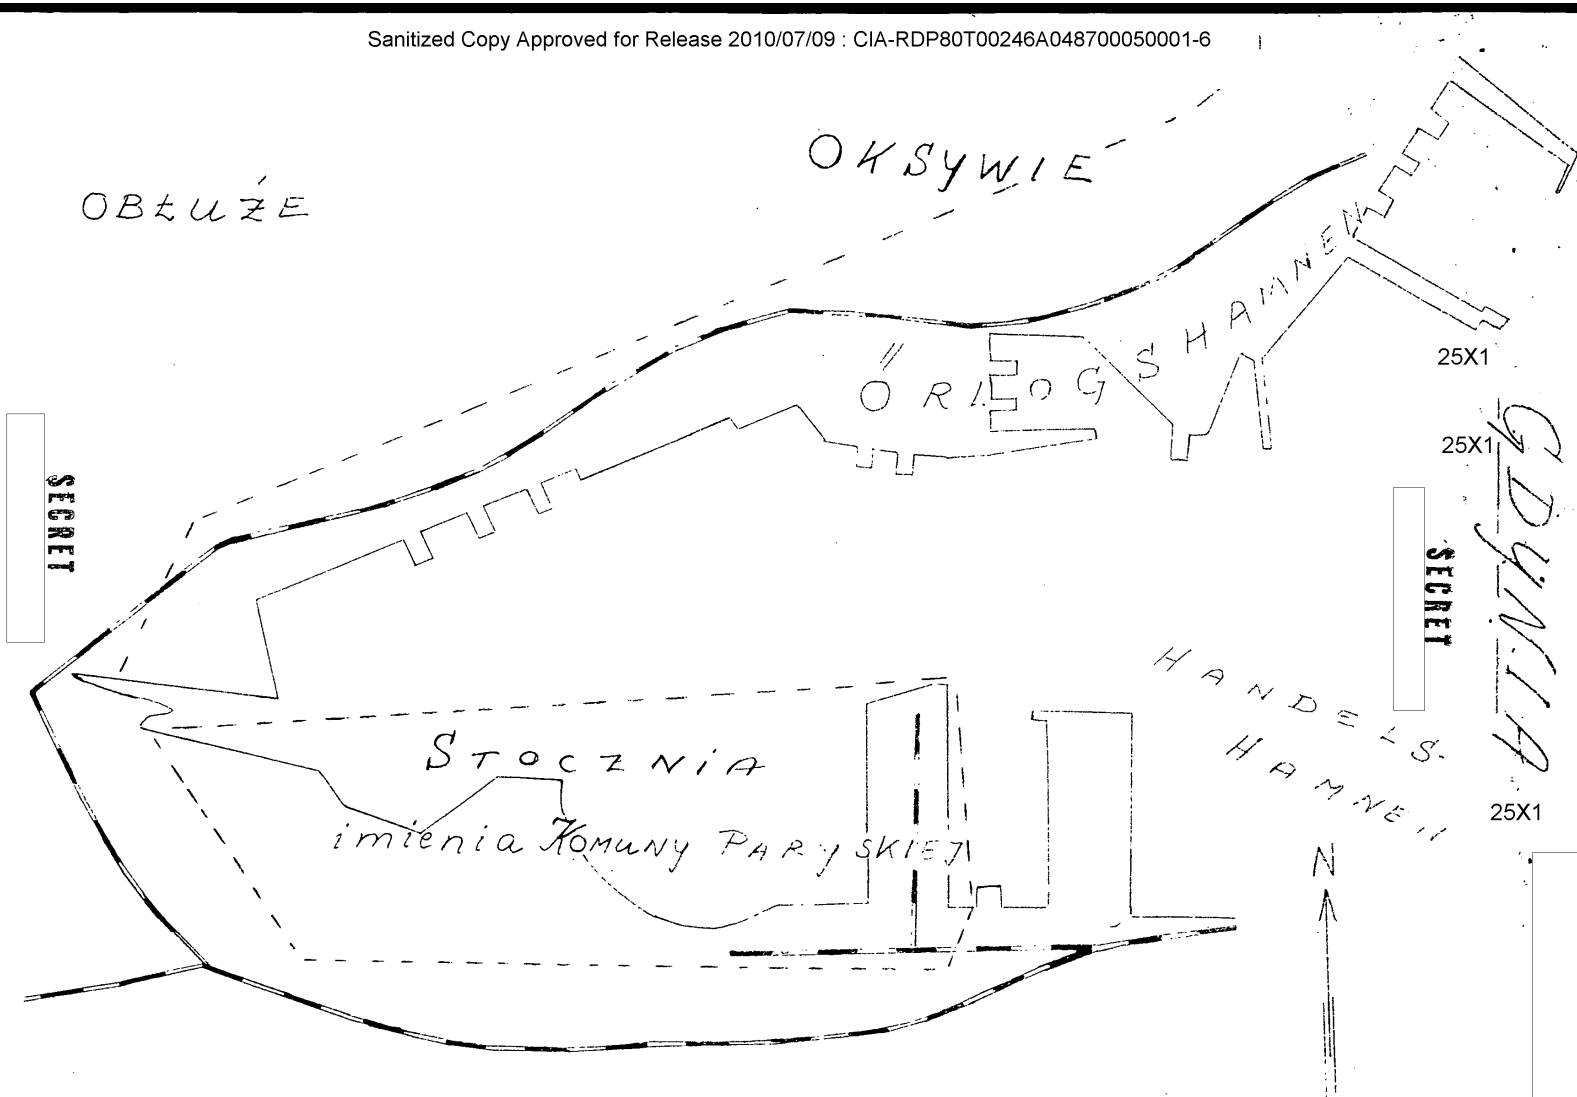 Sanitized Copy Approved for Release 2010/07/09 : CIA-RDP80T00246A048700050001-6
OKSYWIE
OBŁUŻE
ÖRLOGSHAMNEN
25X1
25X1
SECRET
GDYNIA
SECRET
HANDELS-
HAMNEN
STOCZNiA
imienia KOMUNY PARYSKIEJ
25X1
N